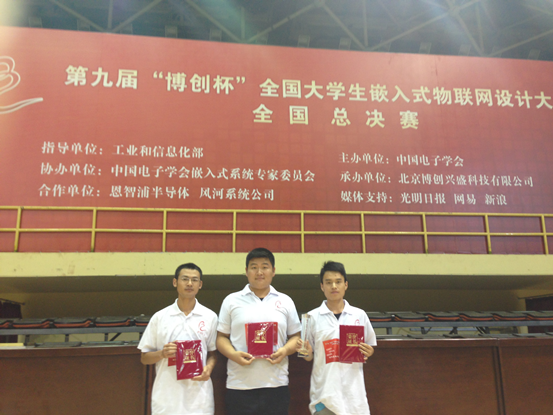 第九届“博创杯”全国大学生嵌入式物联网设计大
全国总决赛
指导单位：工业和信息化部
主办单位：中国电子学会
协办单位：中国电子学会嵌入式系统专家委员会
承办单位：北京博创兴盛科技有限公司
合作单位：恩智浦半导体 风河系统公司
媒体支持：光明日报 网易 新浪